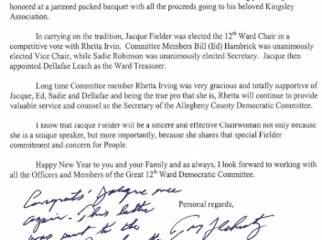 honored at a jammed packed banquet with all the proceeds going to his beloved Kingsley
Association.
In carrying on the tradition, Jacque Fielder was elected the 12th Ward Chair in a
competitive vote with Rhetta Irving. Committee Members Bill (Ed) Hambrick was unanimously
elected Vice Chair, while Sadie Robinson was elected unanimously elected Secretary. Jacque then
appointed Dellafae Leach as the Ward Treasurer.
Long time Committee member Rhetta Irving was very gracious and totally supportive of
Jacque, Ed, Sadie and Dellafae and being the true pro that she is, Rhetta will continue to provide
valuable service and counsel as the Secretary of the Allegheny County Democratic Committee.
I know that Jacque Fielder will be a sincere and effective Chairwoman not only because
she is a unique speaker, but more importantly, because she shares that special Fielder
commitment and concern for People.
Happy New Year to you and your Family and as always, I look forward to working with
all the Officers and Members of the Great 12th Ward Democratic Committee.
Personal regards,
Congrats' Jacque once
again. This letter
was sent to the